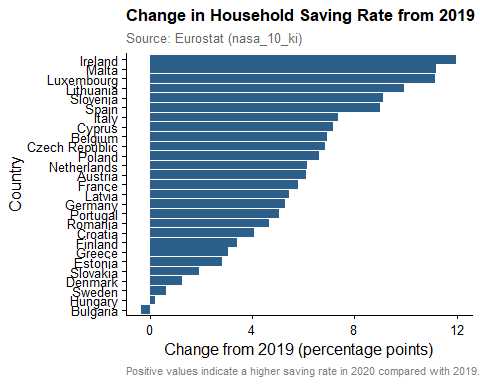 Change in Household Saving Rate from 2019
Source: Eurostat (nasa_10_ki)
Country
Ireland
Malta
Luxembourg
Lithuania
Slovenia
Spain
Italy
Cyprus
Belgium
Czech Republic
Poland
Netherlands
Austria
France
Latvia
Germany
Portugal
Romania
Croatia
Finland
Greece
Estonia
Slovakia
Denmark
Sweden
Hungary
Bulgaria
0 4 8 12
Change from 2019 (percentage points)
Positive values indicate a higher saving rate in 2020 compared with 2019.